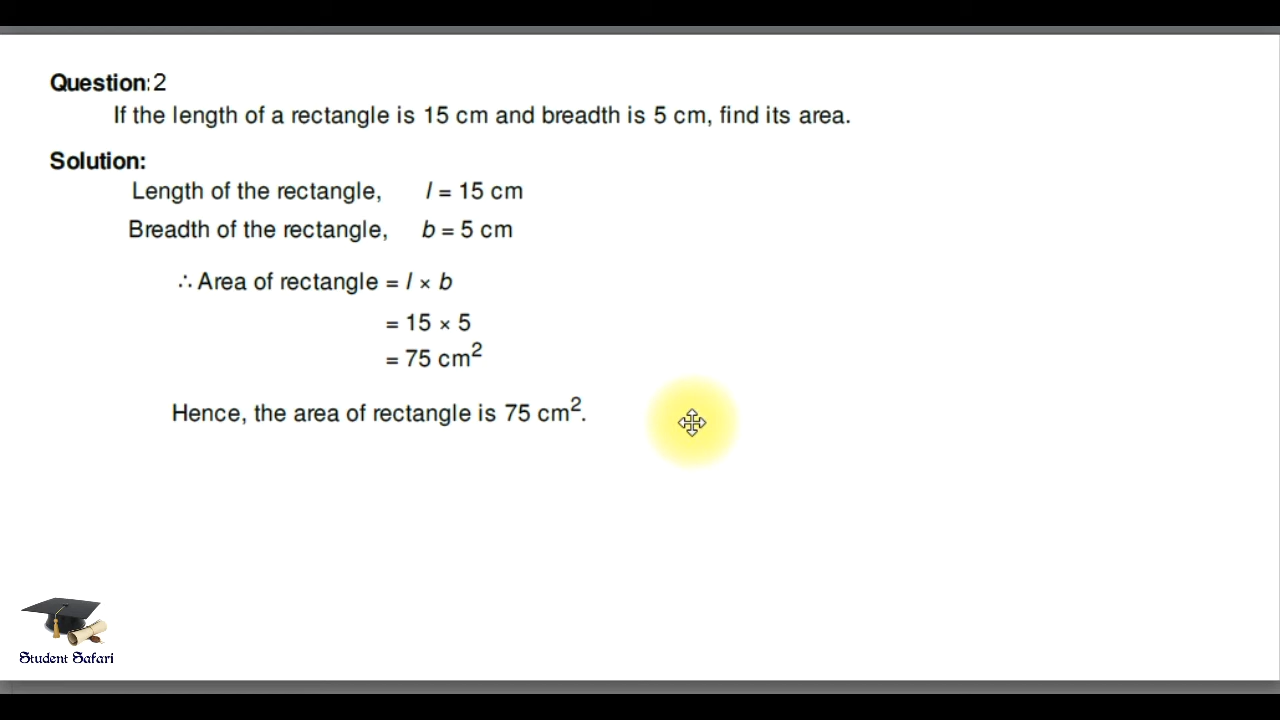 Question:2
If the length of a rectangle is 15 cm and breadth is 5 cm, find its area.
Solution:
Length of the rectangle, l = 15 cm
Breadth of the rectangle, b = 5 cm
∴ Area of rectangle = l × b
= 15 × 5
= 75 cm²
Hence, the area of rectangle is 75 cm².
Student Safari